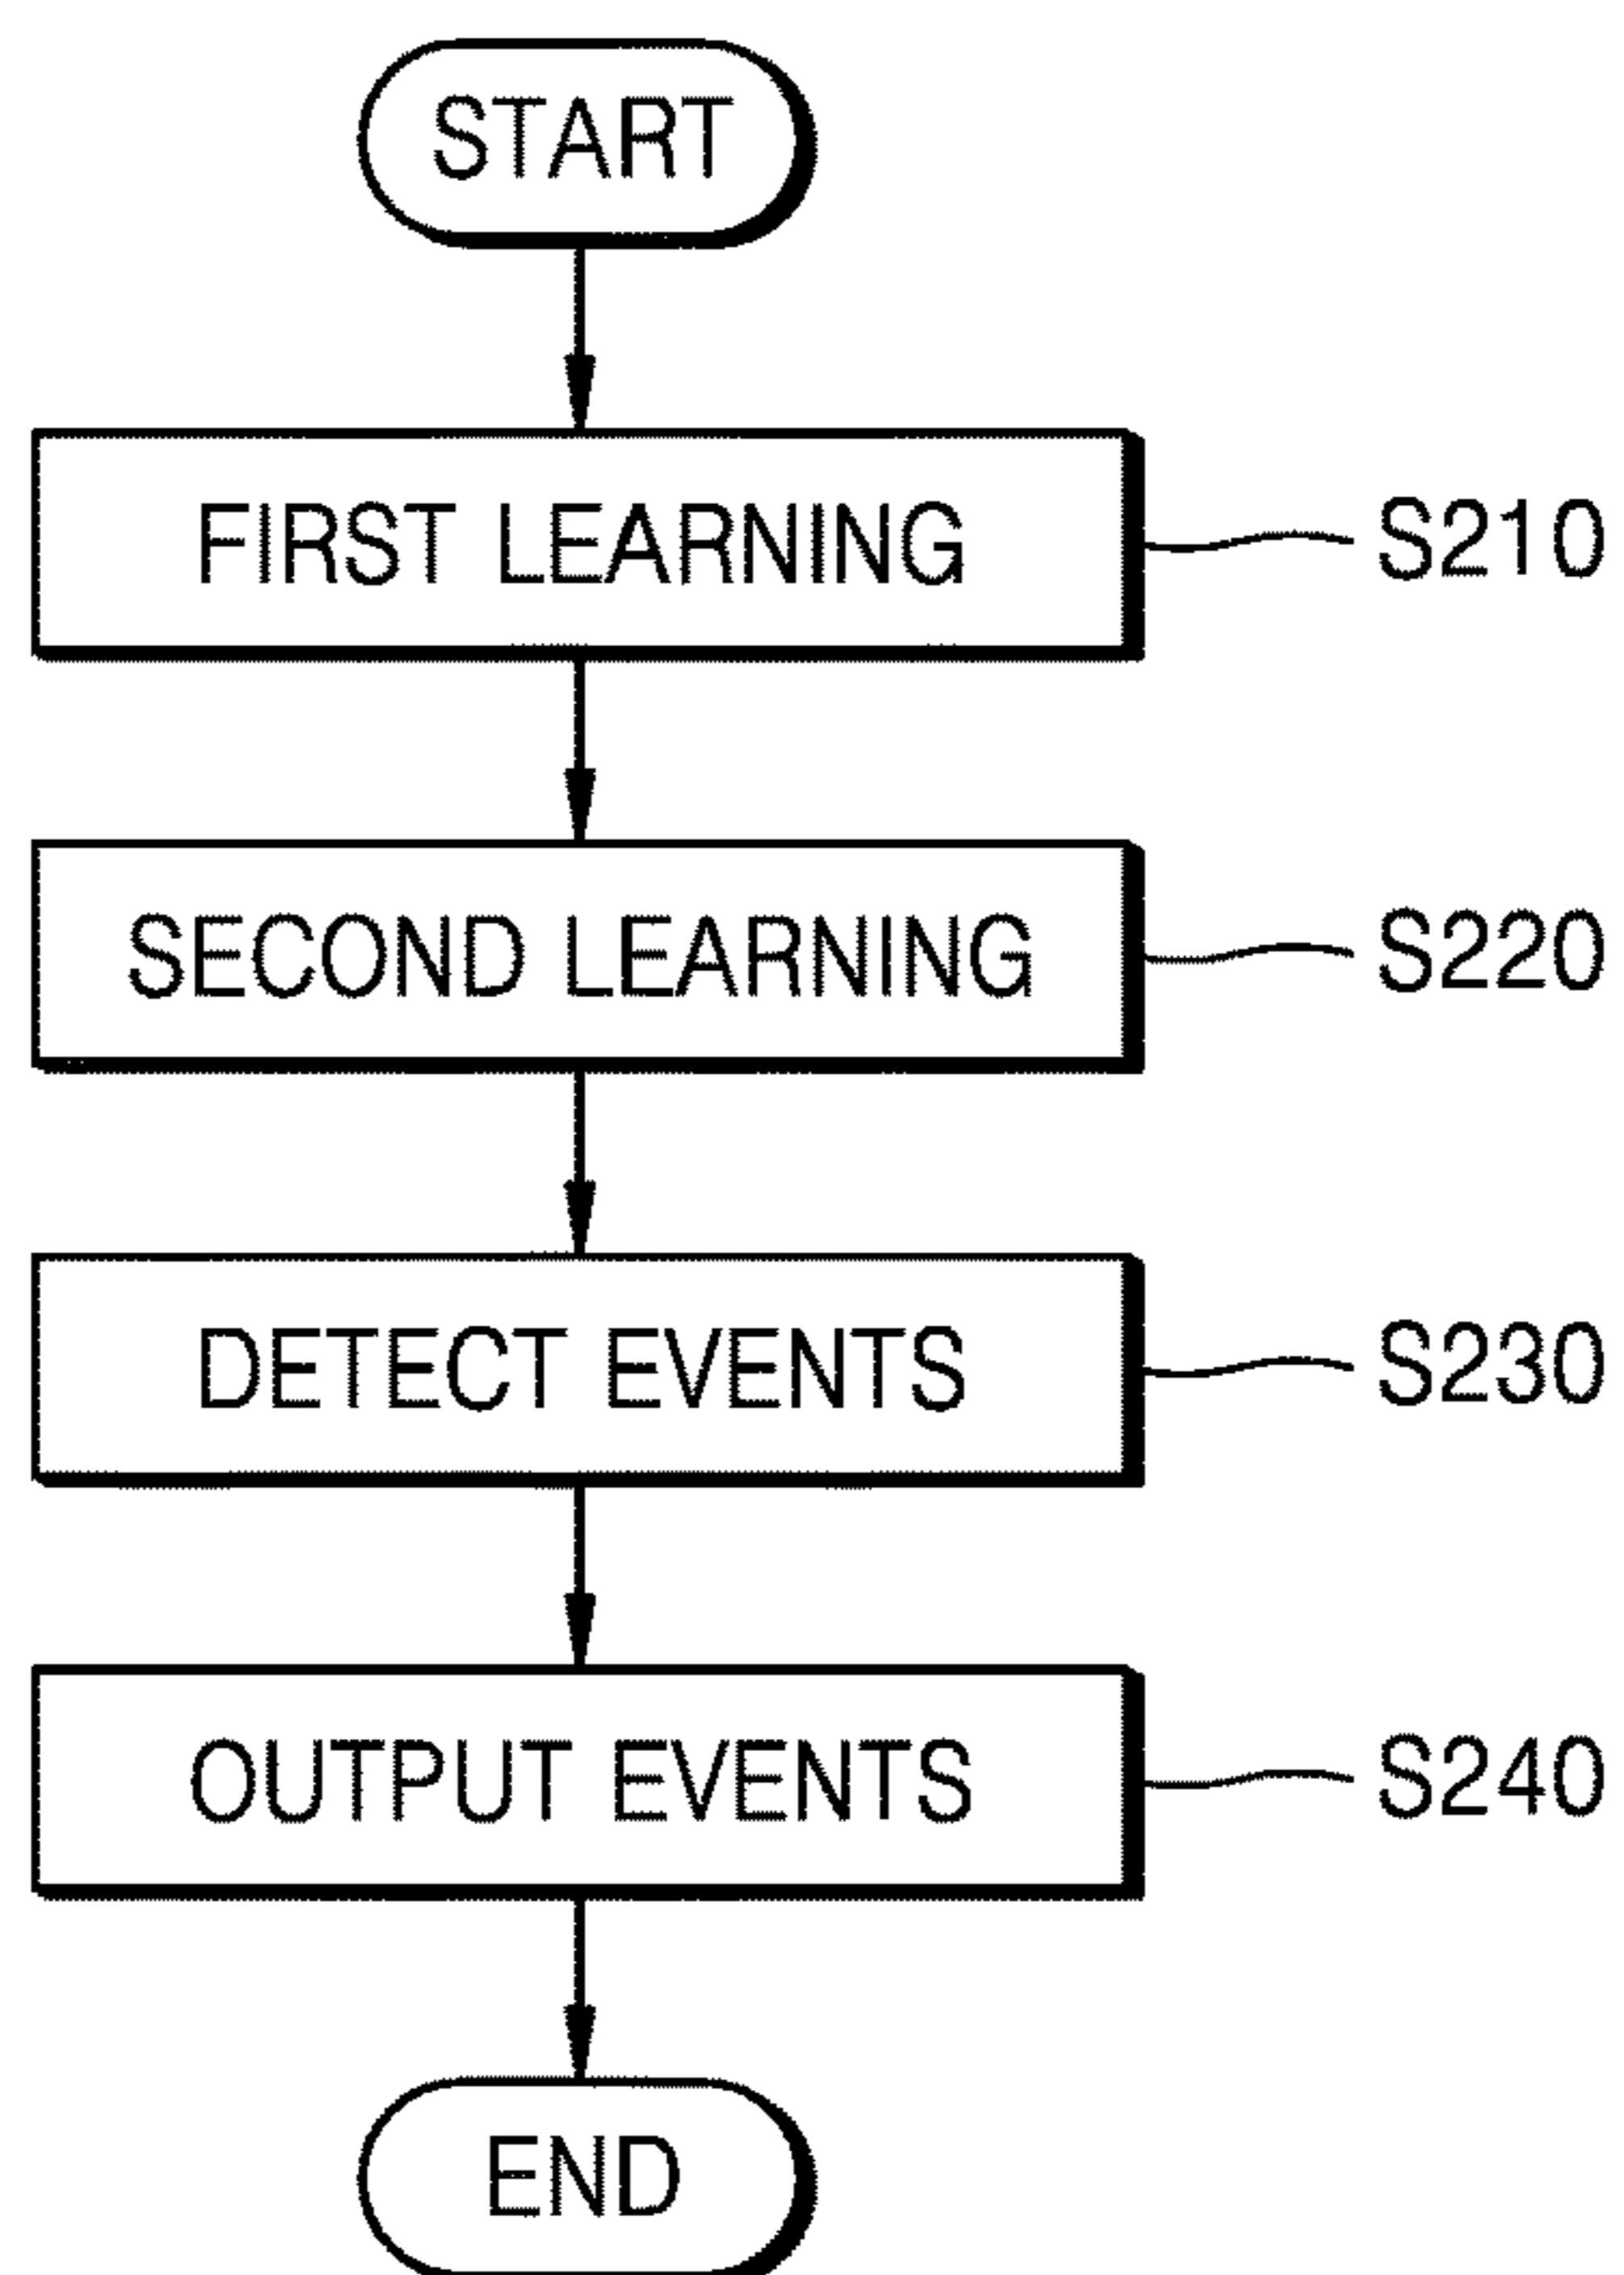 START
FIRST LEARNING
S210
SECOND LEARNING
S220
DETECT EVENTS
S230
OUTPUT EVENTS
S240
END